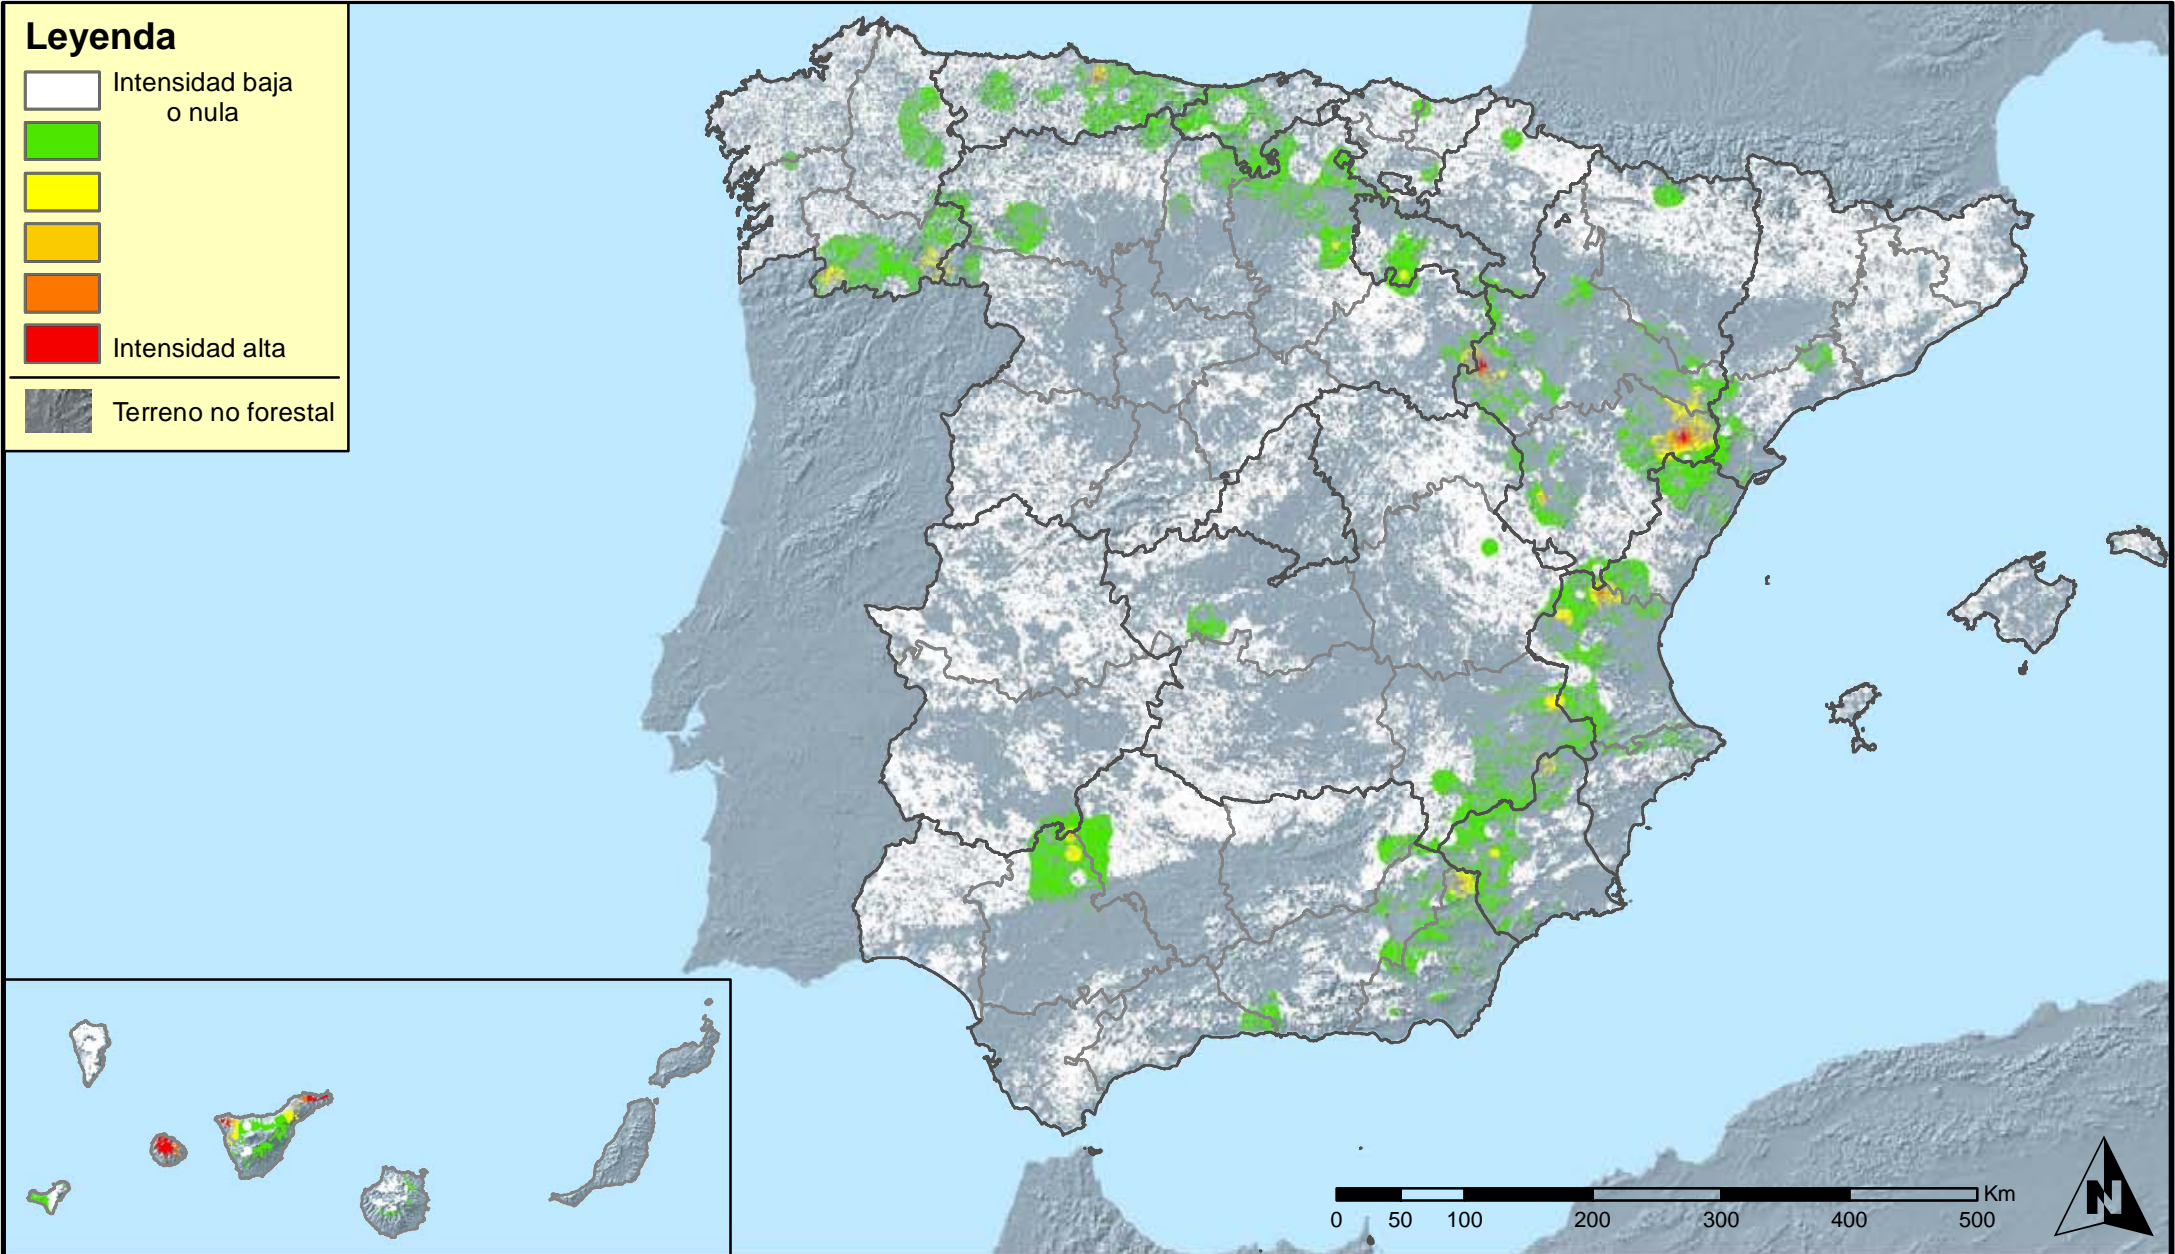 Leyenda
Intensidad baja
o nula
Intensidad alta
Terreno no forestal
Km
0 50 100 200 300 400 500
N